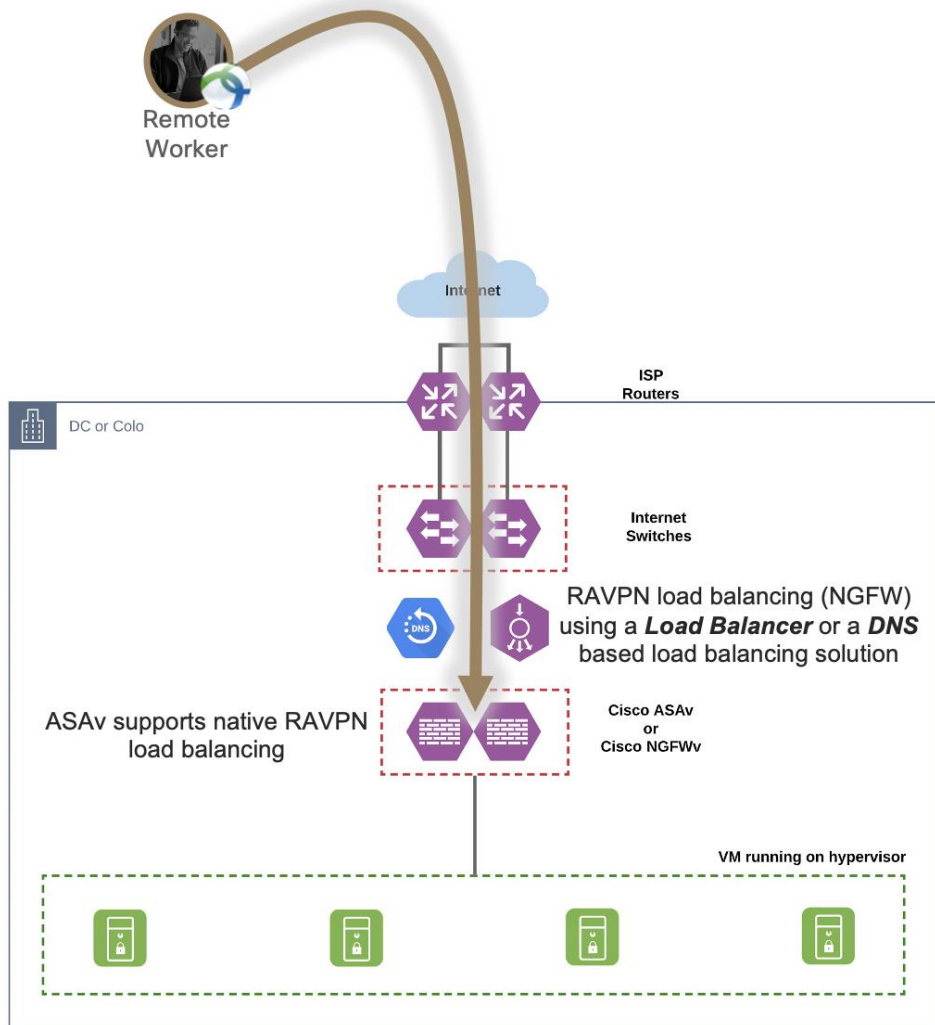 Remote
Worker
Internet
ISP
Routers
DC or Colo
Internet
Switches
DNS
RAVPN load balancing (NGFW)
using a Load Balancer or a DNS
based load balancing solution
ASAv supports native RAVPN
load balancing
Cisco ASAv
or
Cisco NGFWv
VM running on hypervisor